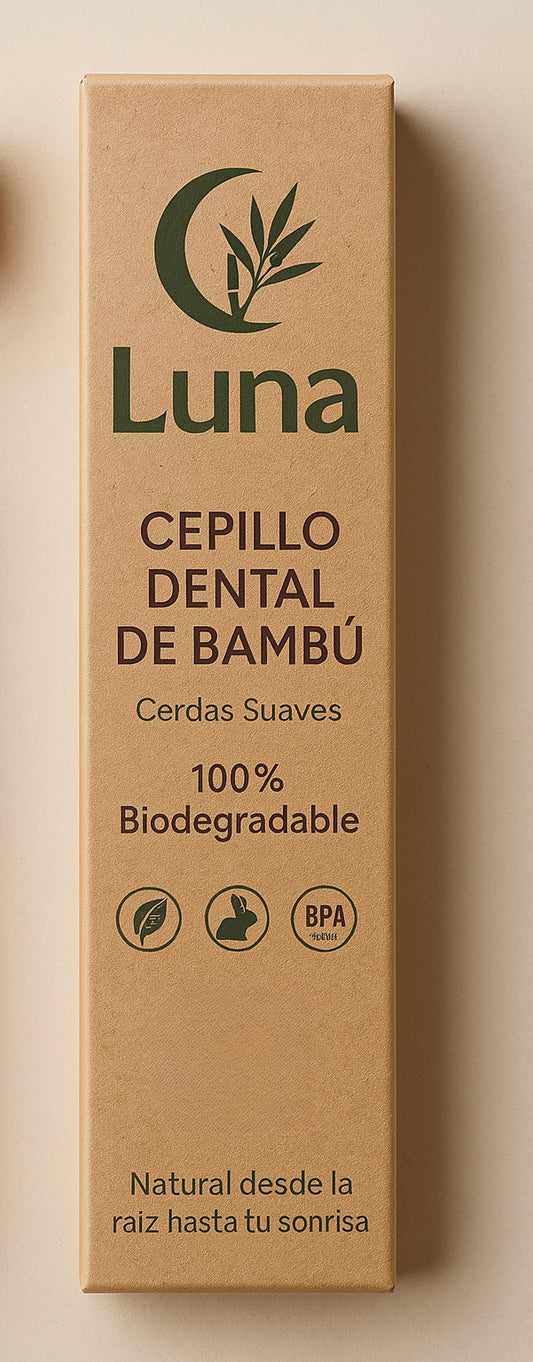 Luna
CEPILLO
DENTAL
DE BAMBÚ
Cerdas Suaves
100%
Biodegradable
BPA
Natural desde la
raiz hasta tu sonrisa